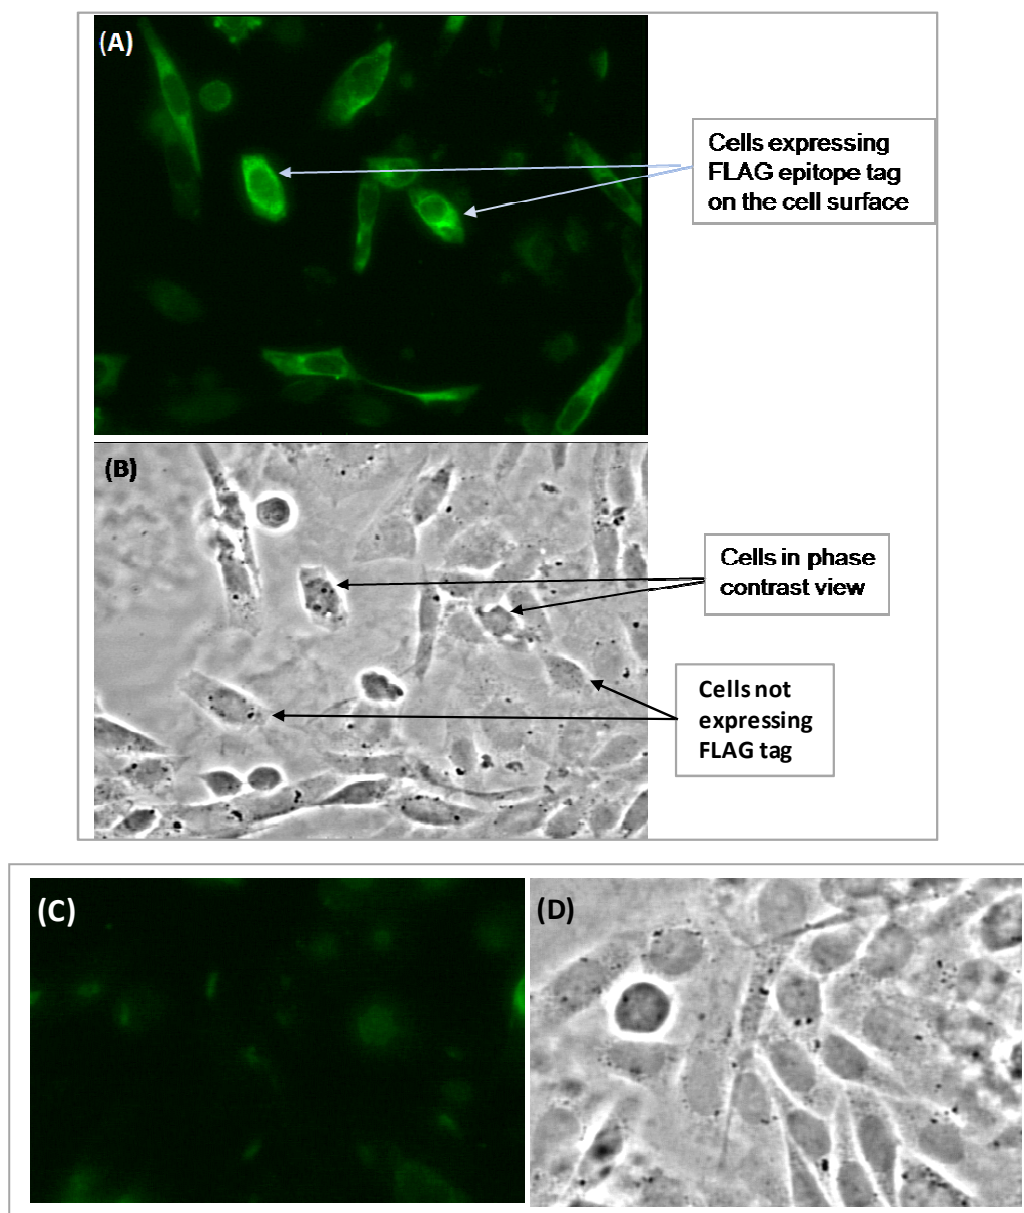 (A)
Cells expressing
FLAG epitope tag
on the cell surface
(B)
Cells in phase
contrast view
Cells not
expressing
FLAG tag
(C)
(D)